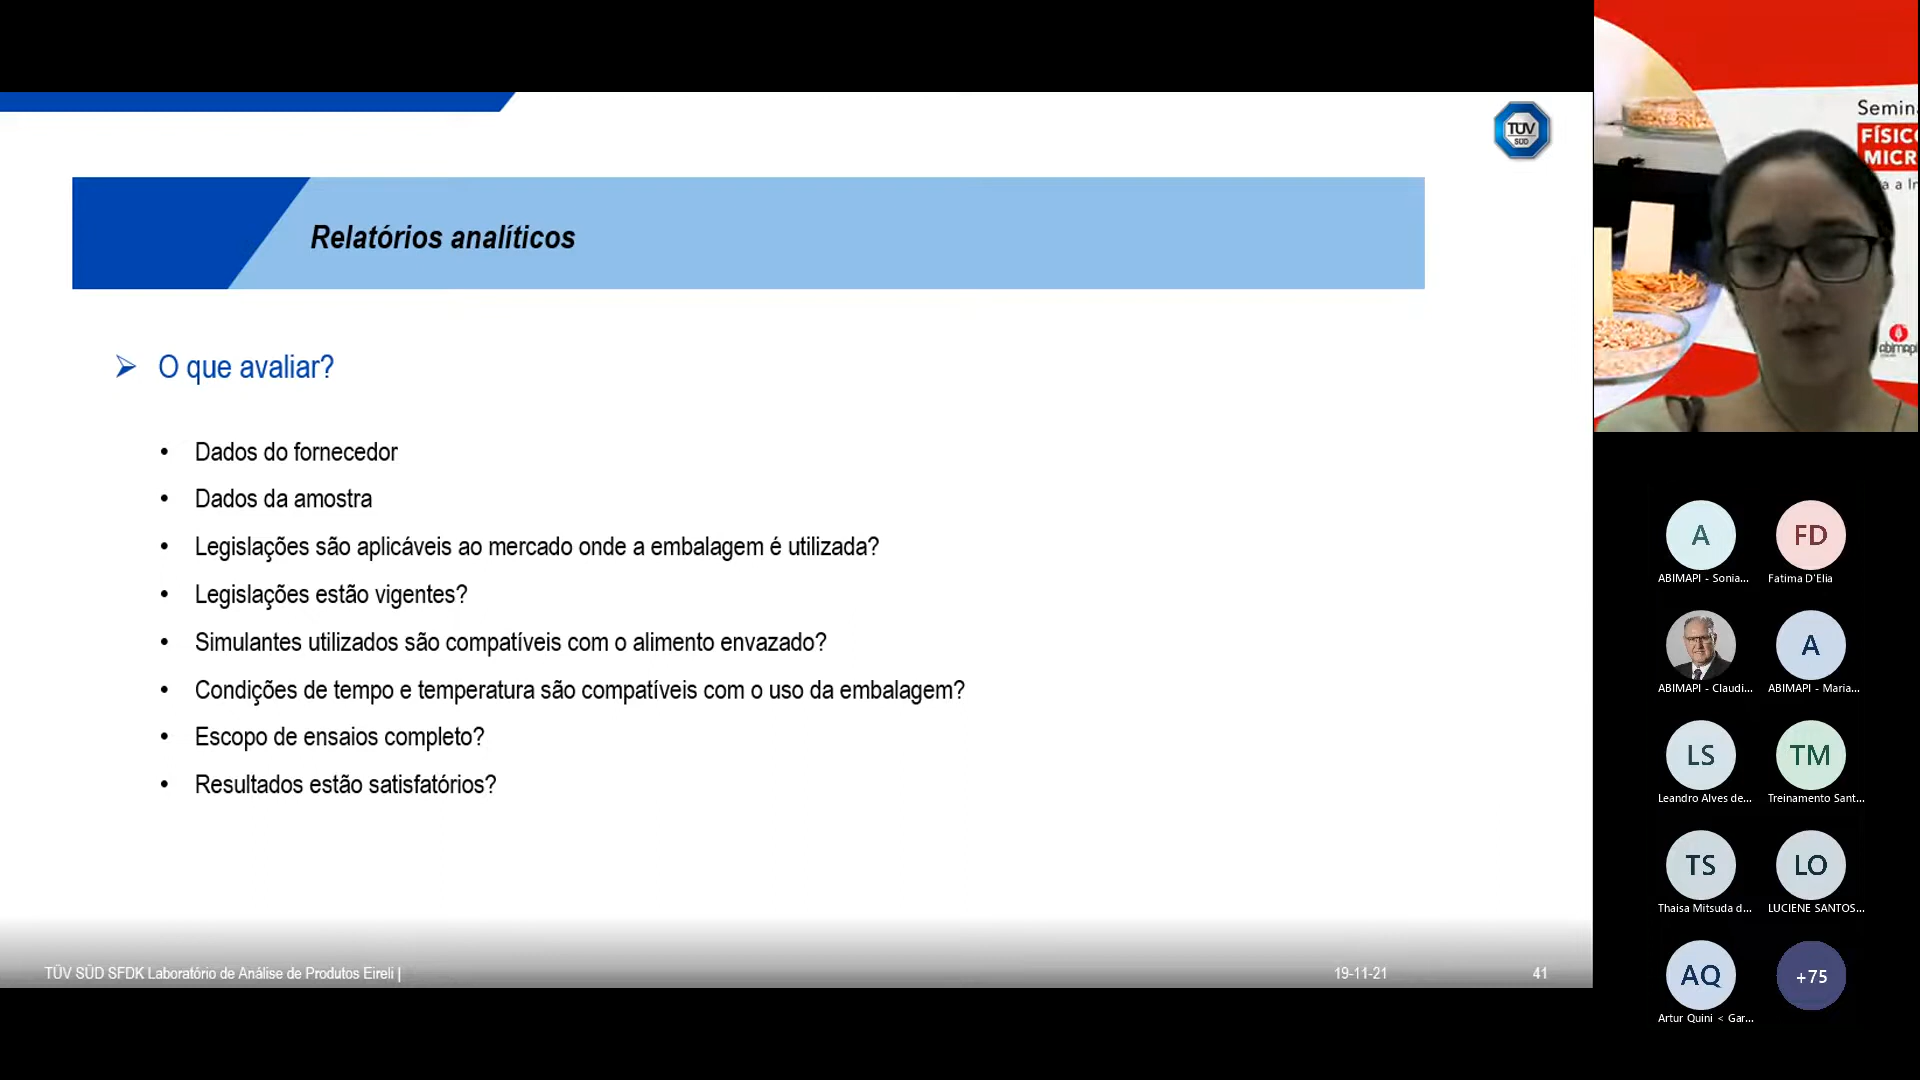 TÜV
SÜD
Relatórios analíticos
O que avaliar?
• Dados do fornecedor
• Dados da amostra
• Legislações são aplicáveis ao mercado onde a embalagem é utilizada?
• Legislações estão vigentes?
• Simulantes utilizados são compatíveis com o alimento envazado?
• Condições de tempo e temperatura são compatíveis com o uso da embalagem?
• Escopo de ensaios completo?
• Resultados estão satisfatórios?
TÜV SÜD SFDK Laboratório de Análise de Produtos Eireli |
19-11-21
41
Semin
FÍSICO
MICR
a a In
abimapi
A
FD
ABIMAPI - Sonia...
Fatima D'Elia
A
ABIMAPI - Claudi...
ABIMAPI - Maria...
LS
TM
Leandro Alves de...
Treinamento Sant...
TS
LO
Thaisa Mitsuda d...
LUCIENE SANTOS...
AQ
+75
Artur Quini < Gar...